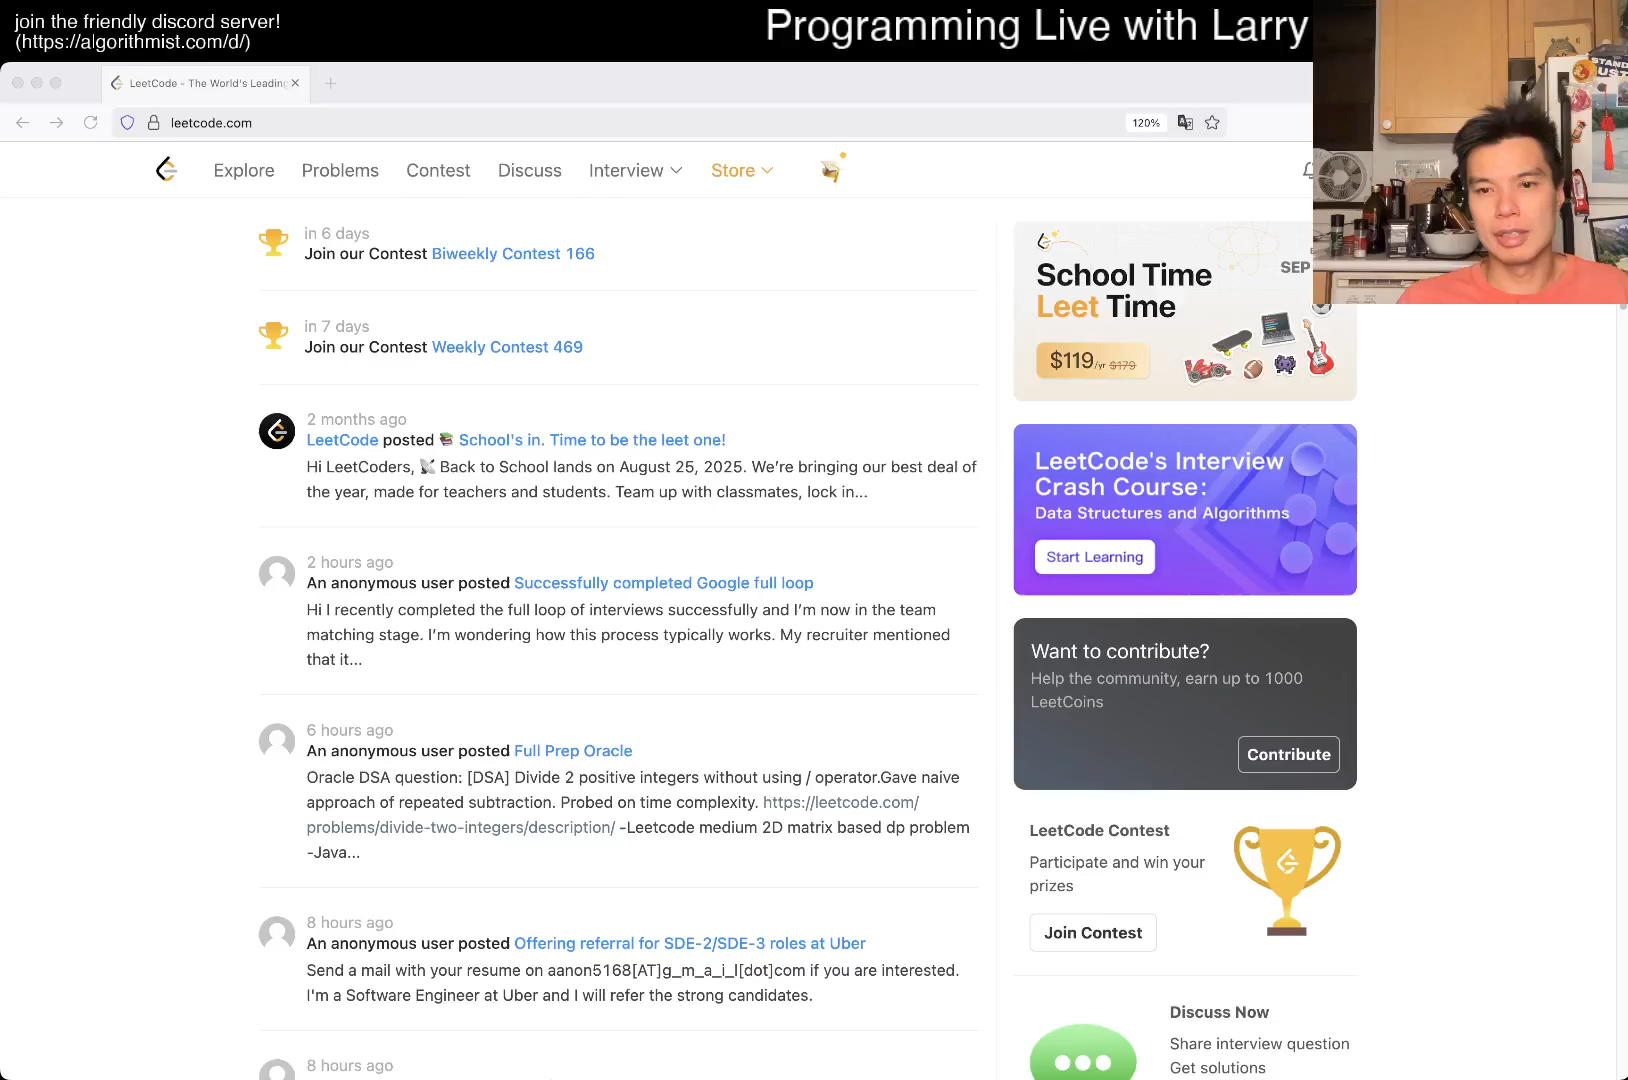 join the friendly discord server!
(https://algorithmist.com/d/)
Programming Live with Larry
LeetCode - The World's Leading
leetcode.com
120%
Explore
Problems
Contest
Discuss
Interview
Store
in 6 days
Join our Contest Biweekly Contest 166
in 7 days
Join our Contest Weekly Contest 469
2 months ago
LeetCode posted 📚 School's in. Time to be the leet one!
Hi LeetCoders, 📡 Back to School lands on August 25, 2025. We’re bringing our best deal of
the year, made for teachers and students. Team up with classmates, lock in...
2 hours ago
An anonymous user posted Successfully completed Google full loop
Hi I recently completed the full loop of interviews successfully and I’m now in the team
matching stage. I’m wondering how this process typically works. My recruiter mentioned
that it...
6 hours ago
An anonymous user posted Full Prep Oracle
Oracle DSA question: [DSA] Divide 2 positive integers without using / operator.Gave naive
approach of repeated subtraction. Probed on time complexity. https://leetcode.com/
problems/divide-two-integers/description/ -Leetcode medium 2D matrix based dp problem
-Java...
8 hours ago
An anonymous user posted Offering referral for SDE-2/SDE-3 roles at Uber
Send a mail with your resume on aanon5168[AT]g_m_a_i_l[dot]com if you are interested.
I'm a Software Engineer at Uber and I will refer the strong candidates.
8 hours ago
School Time
Leet Time
SEP
$119/yr $179
LeetCode's Interview
Crash Course:
Data Structures and Algorithms
Start Learning
Want to contribute?
Help the community, earn up to 1000
LeetCoins
Contribute
LeetCode Contest
Participate and win your
prizes
Join Contest
Discuss Now
Share interview question
Get solutions
STAND